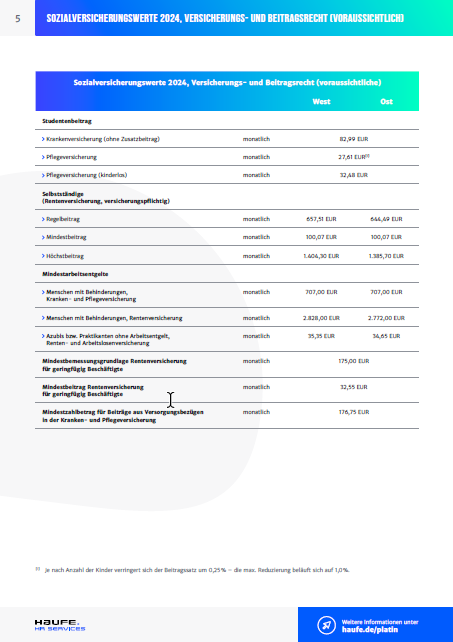 5 SOZIALVERSICHERUNGSWERTE 2024, VERSICHERUNGS- UND BEITRAGSRECHT (VORAUSSICHTLICH)
Sozialversicherungswerte 2024, Versicherungs- und Beitragsrecht (voraussichtliche)
West Ost
Studentenbeitrag
› Krankenversicherung (ohne Zusatzbeitrag) monatlich 82,99 EUR
› Pflegeversicherung monatlich 27,61 EUR[1]
› Pflegeversicherung (kinderlos) monatlich 32,48 EUR
Selbstständige
(Rentenversicherung, versicherungspflichtig)
› Regelbeitrag monatlich 657,51 EUR 644,49 EUR
› Mindestbeitrag monatlich 100,07 EUR 100,07 EUR
› Höchstbeitrag monatlich 1.404,30 EUR 1.385,70 EUR
Mindestarbeitsentgelte
› Menschen mit Behinderungen, monatlich 707,00 EUR 707,00 EUR
Kranken- und Pflegeversicherung
› Menschen mit Behinderungen, Rentenversicherung monatlich 2.828,00 EUR 2.772,00 EUR
› Azubis bzw. Praktikanten ohne Arbeitsentgelt, monatlich 35,35 EUR 34,65 EUR
Renten- und Arbeitslosenversicherung
Mindestbemessungsgrundlage Rentenversicherung monatlich 175,00 EUR
für geringfügig Beschäftigte
Mindestbeitrag Rentenversicherung monatlich 32,55 EUR
für geringfügig Beschäftigte
Mindestzahlbetrag für Beiträge aus Versorgungsbezügen monatlich 176,75 EUR
in der Kranken- und Pflegeversicherung
Je nach Anzahl der Kinder verringert sich der Beitragssatz um 0,25 % – die max. Reduzierung beläuft sich auf 1,0 %.
HAUFE.
HR SERVICES
Weitere Informationen unter
haufe.de/platin